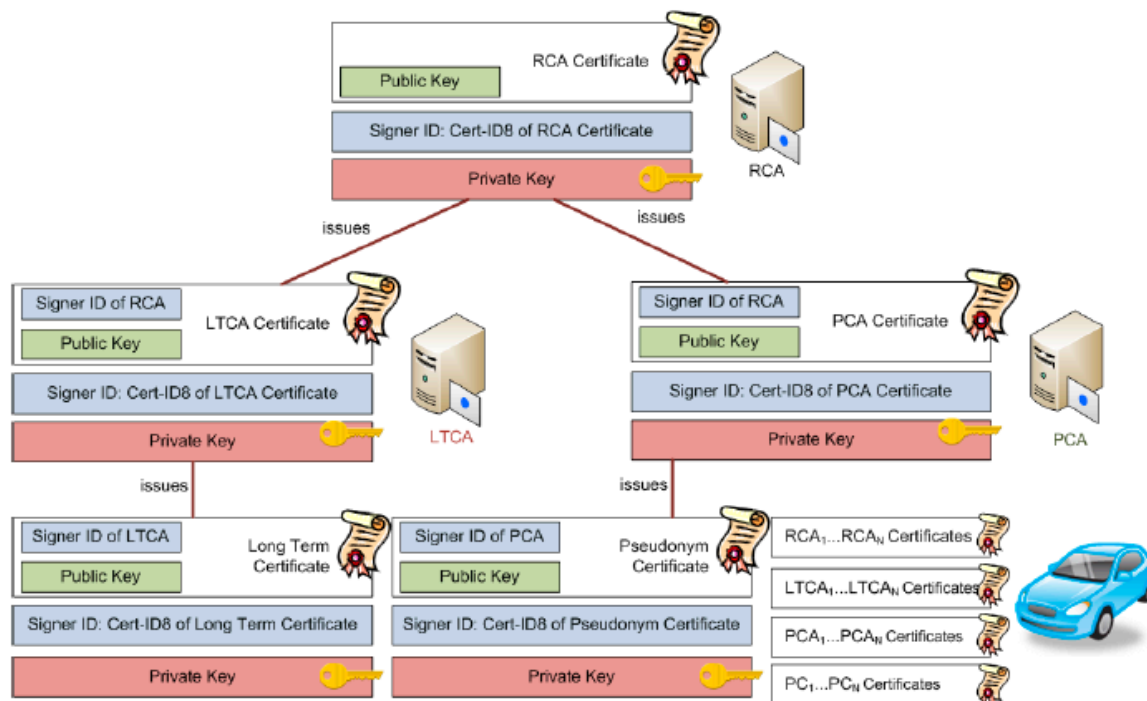 RCA Certificate
Public Key
Signer ID: Cert-ID8 of RCA Certificate
Private Key
RCA
issues
issues
Signer ID of RCA
LTCA Certificate
Public Key
Signer ID: Cert-ID8 of LTCA Certificate
Private Key
LTCA
Signer ID of RCA
PCA Certificate
Public Key
Signer ID: Cert-ID8 of PCA Certificate
Private Key
PCA
issues
issues
Signer ID of LTCA
Long Term
Certificate
Public Key
Signer ID: Cert-ID8 of Long Term Certificate
Private Key
Signer ID of PCA
Pseudonym
Certificate
Public Key
Signer ID: Cert-ID8 of Pseudonym Certificate
Private Key
RCA₁...RCAN Certificates
LTCA₁...LTCAN Certificates
PCA₁...PCAN Certificates
PC₁...PCN Certificates